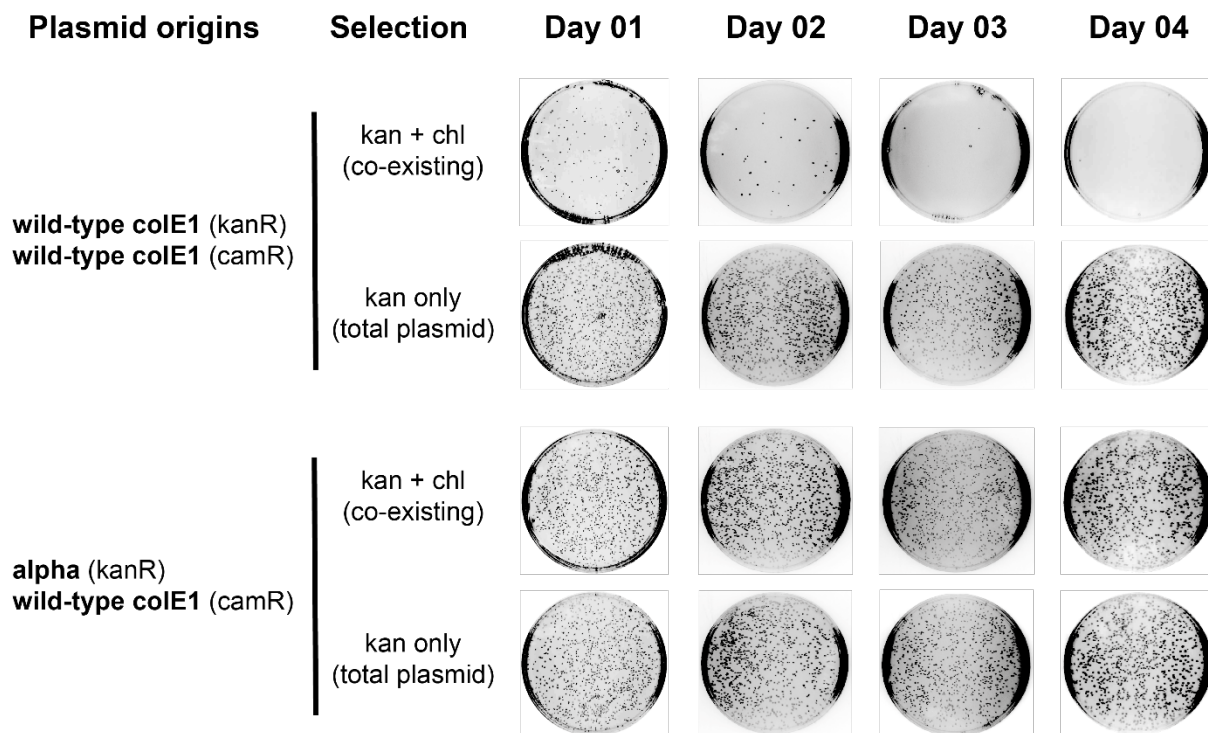 Plasmid origins Selection Day 01 Day 02 Day 03 Day 04
kan + chl
(co-existing)
wild-type colE1 (kanR)
wild-type colE1 (camR)
kan only
(total plasmid)
kan + chl
(co-existing)
alpha (kanR)
wild-type colE1 (camR)
kan only
(total plasmid)